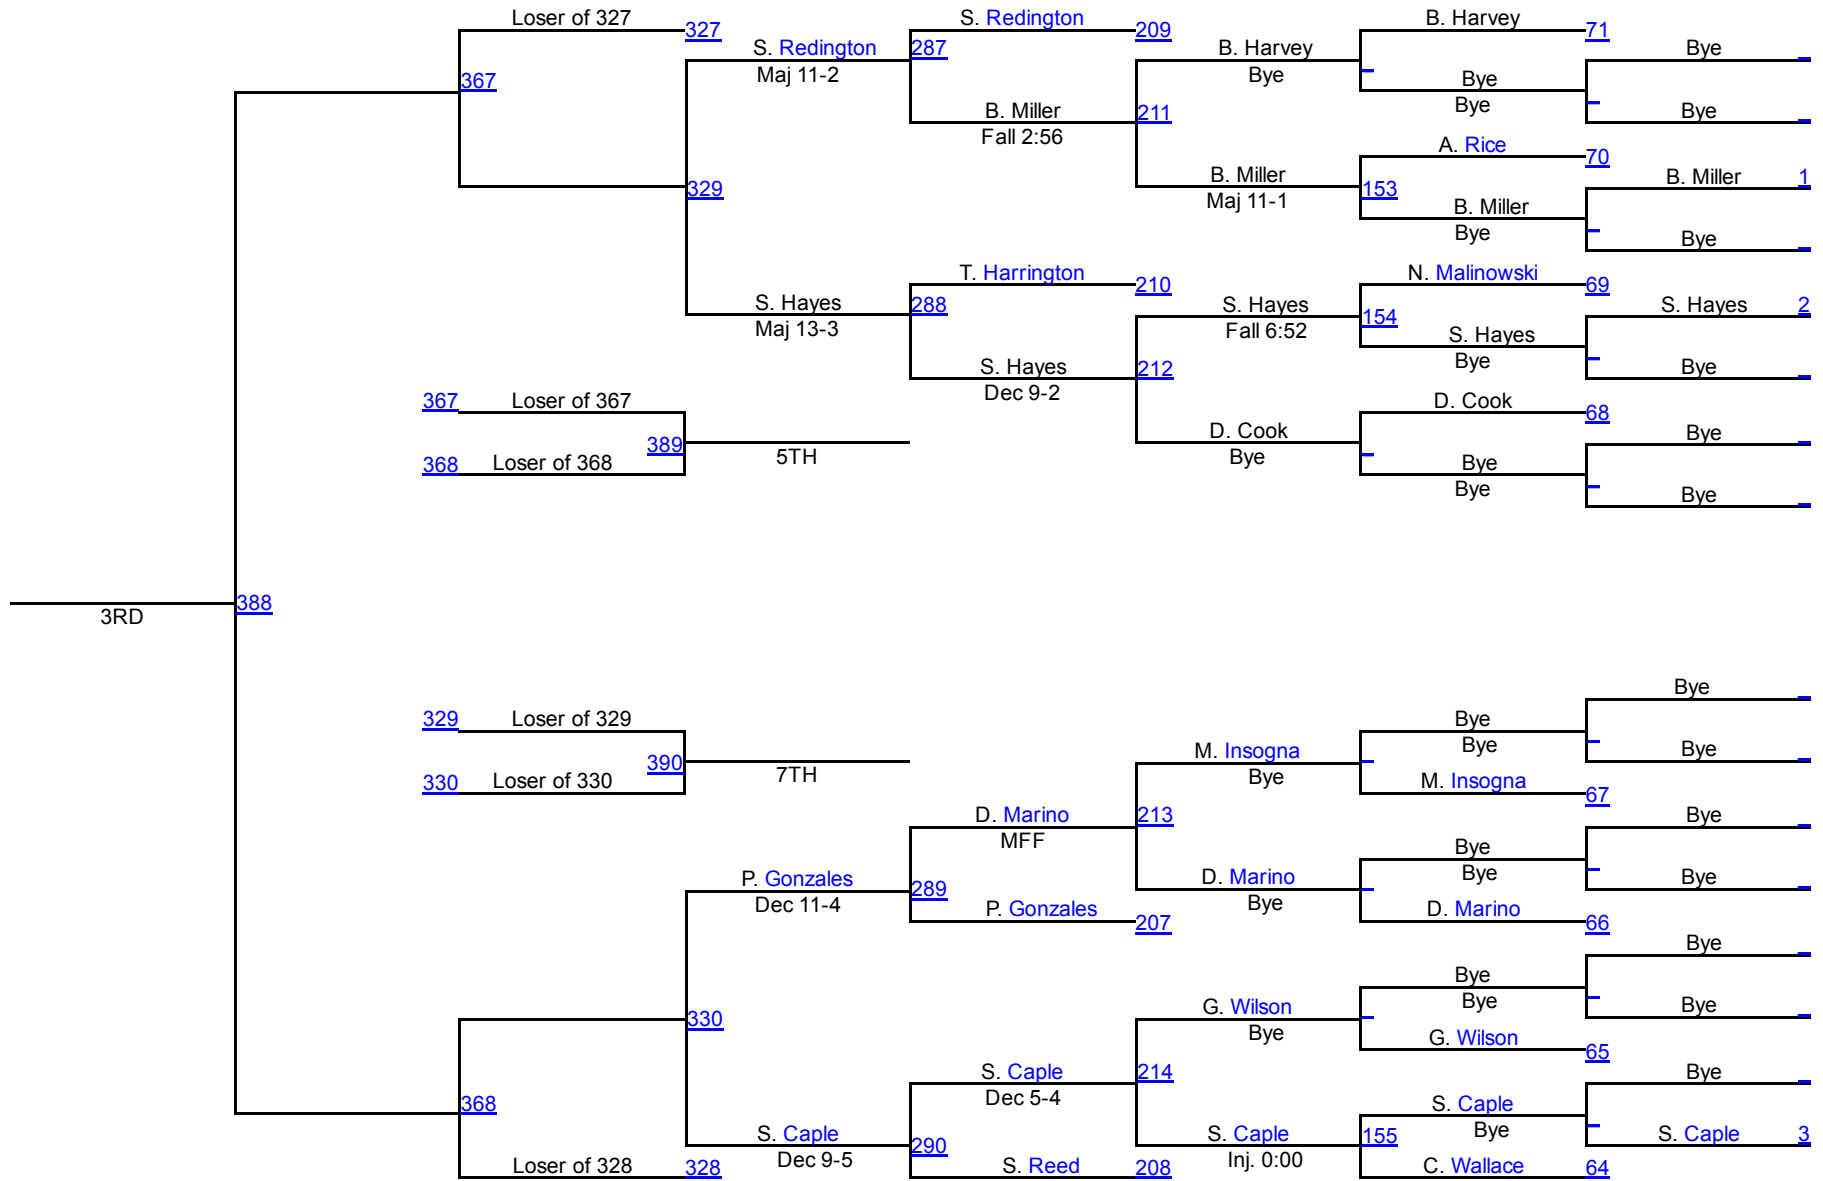 Loser of 327
327
S. Redington
209
B. Harvey
71
S. Redington
Maj 11-2
287
B. Harvey
Bye
Bye
367
Bye
Bye
B. Miller
Fall 2:56
211
Bye
A. Rice
70
329
B. Miller
Maj 11-1
153
B. Miller
1
B. Miller
Bye
Bye
T. Harrington
210
N. Malinowski
69
S. Hayes
Maj 13-3
288
S. Hayes
Fall 6:52
154
S. Hayes
2
S. Hayes
Bye
S. Hayes
Dec 9-2
212
Bye
367
Loser of 367
D. Cook
68
389
5TH
D. Cook
Bye
Bye
368
Loser of 368
Bye
Bye
Bye
388
3RD
Bye
329
Loser of 329
Bye
Bye
390
7TH
M. Insogna
Bye
Bye
330
Loser of 330
M. Insogna
67
D. Marino
MFF
213
Bye
Bye
Bye
P. Gonzales
Dec 11-4
289
D. Marino
Bye
Bye
P. Gonzales
207
D. Marino
66
Bye
Bye
Bye
330
G. Wilson
Bye
Bye
G. Wilson
65
S. Caple
Dec 5-4
214
Bye
368
S. Caple
Bye
S. Caple
Dec 9-5
290
S. Caple
Inj. 0:00
155
S. Caple
3
Loser of 328
328
S. Reed
208
C. Wallace
64